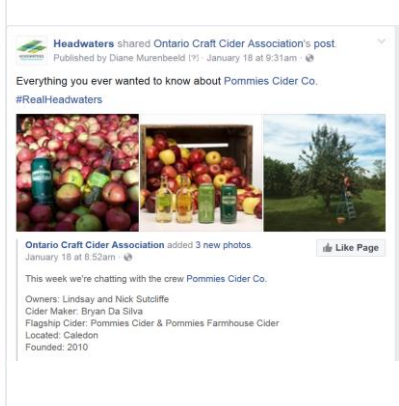 Headwaters shared Ontario Craft Cider Association's post.
Published by Diane Murenbeeld [?] · January 18 at 9:31am ·
Everything you ever wanted to know about Pommies Cider Co.
#RealHeadwaters
Ontario Craft Cider Association added 3 new photos.
January 18 at 8:52am ·
Like Page
This week we're chatting with the crew Pommies Cider Co.
Owners: Lindsay and Nick Sutcliffe
Cider Maker: Bryan Da Silva
Flagship Cider: Pommies Cider & Pommies Farmhouse Cider
Located: Caledon
Founded: 2010